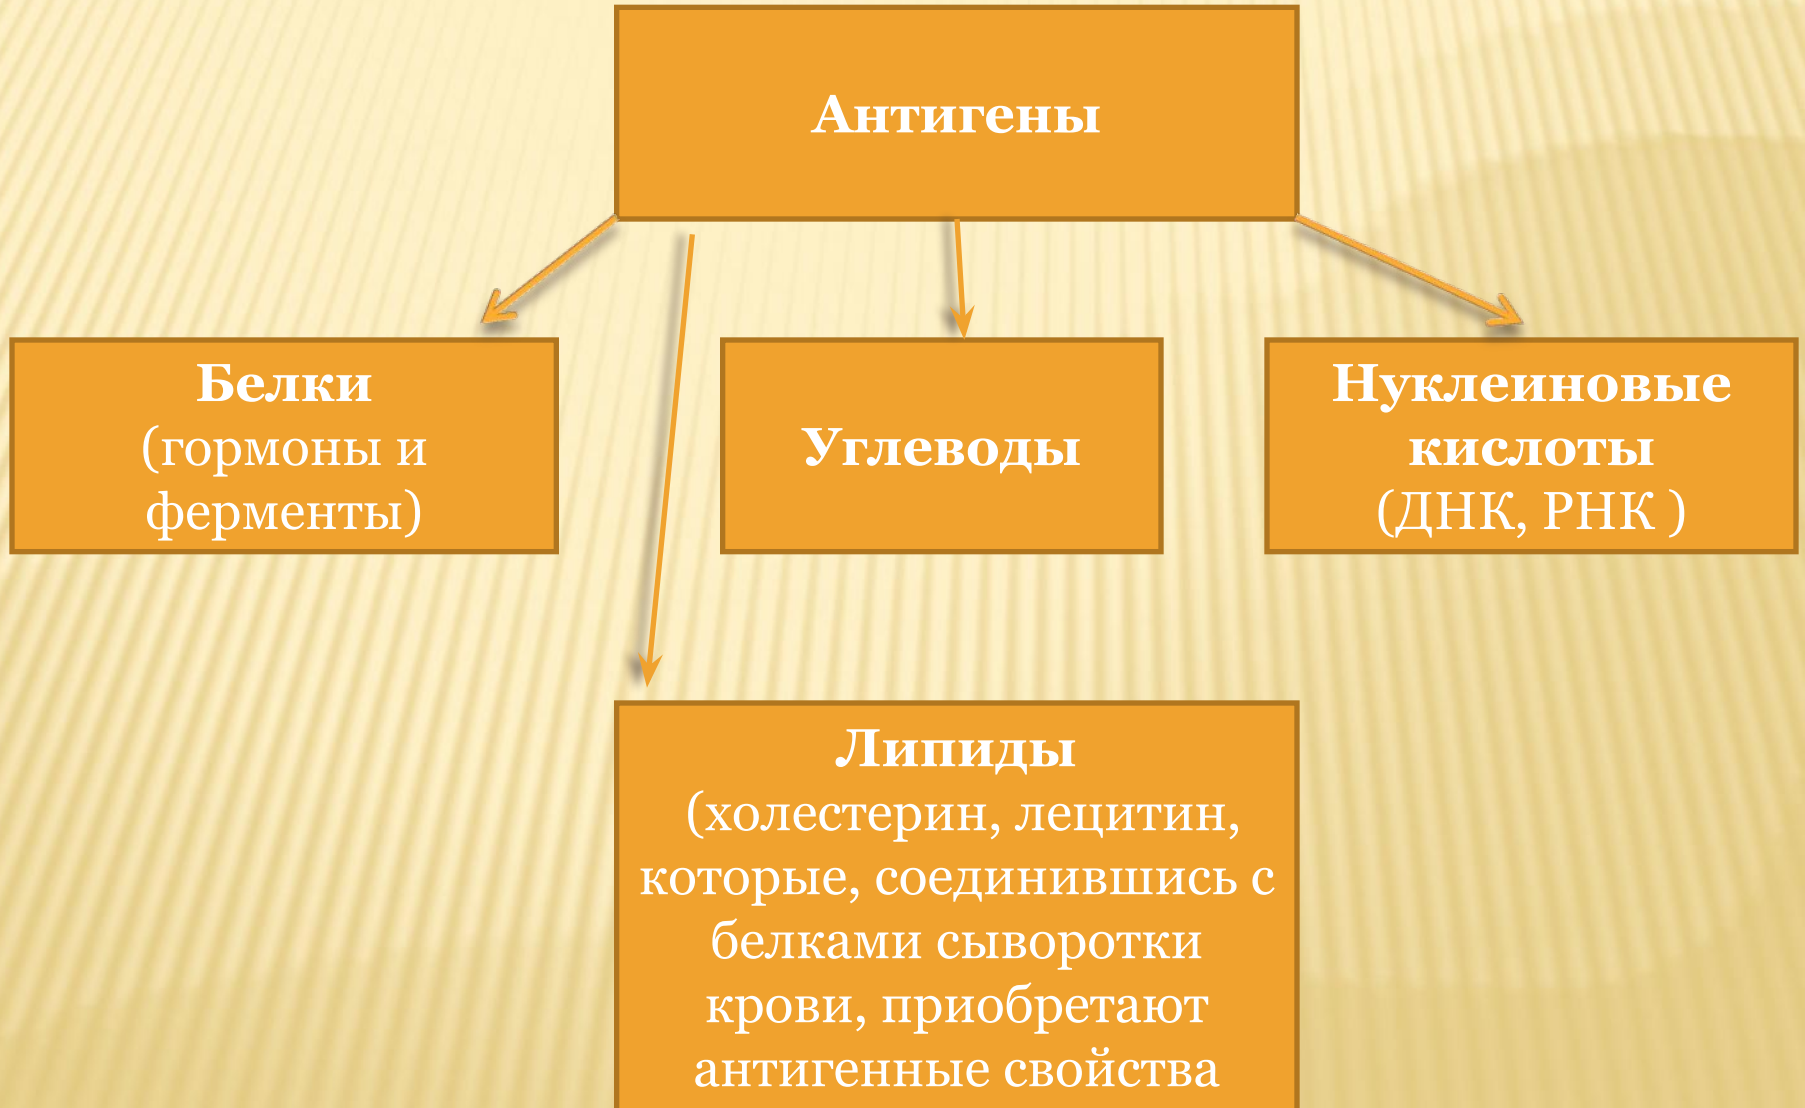 Антигены
Белки
(гормоны и
ферменты)
Углеводы
Нуклеиновые
кислоты
(ДНК, РНК )
Липиды
(холестерин, лецитин,
которые, соединившись с
белками сыворотки
крови, приобретают
антигенные свойства